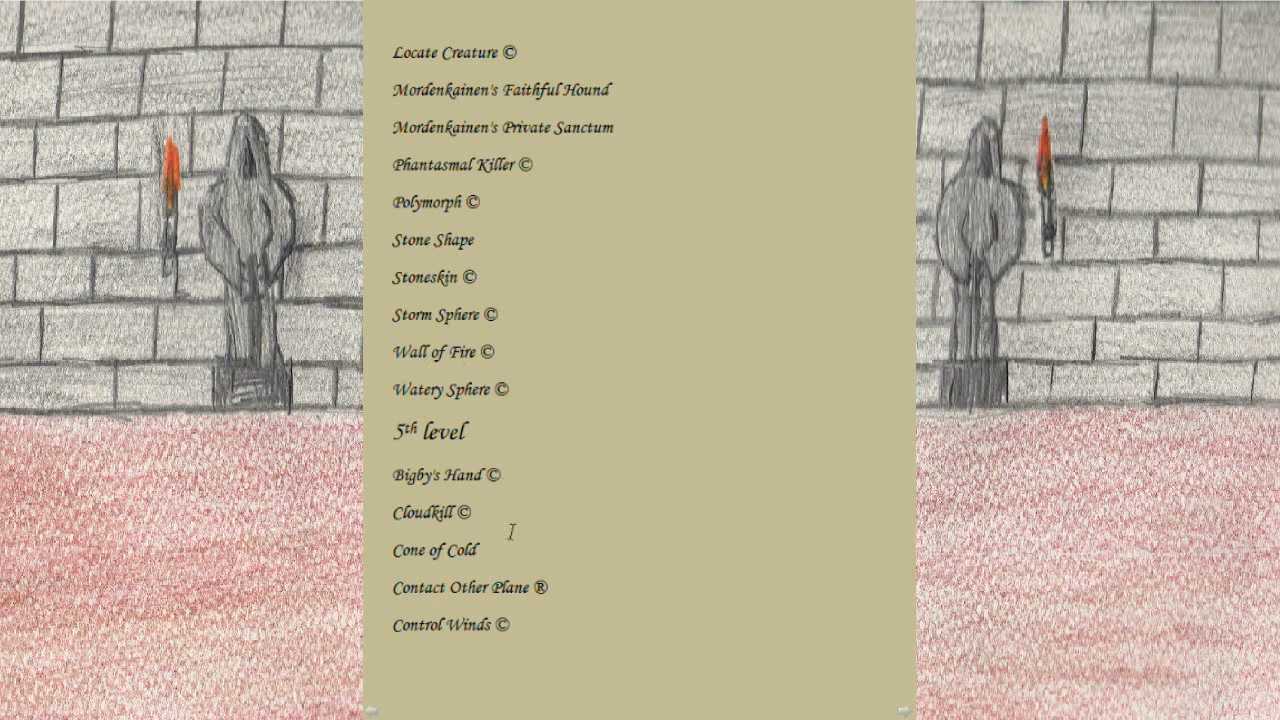 Locate Creature ©
Mordenkainen's Faithful Hound
Mordenkainen's Private Sanctum
Phantasmal Killer ©
Polymorph ©
Stone Shape
Stoneskin ©
Storm Sphere ©
Wall of Fire ©
Watery Sphere ©
5th level
Bigby's Hand ©
Cloudkill ©
Cone of Cold
Contact Other Plane ®
Control Winds ©